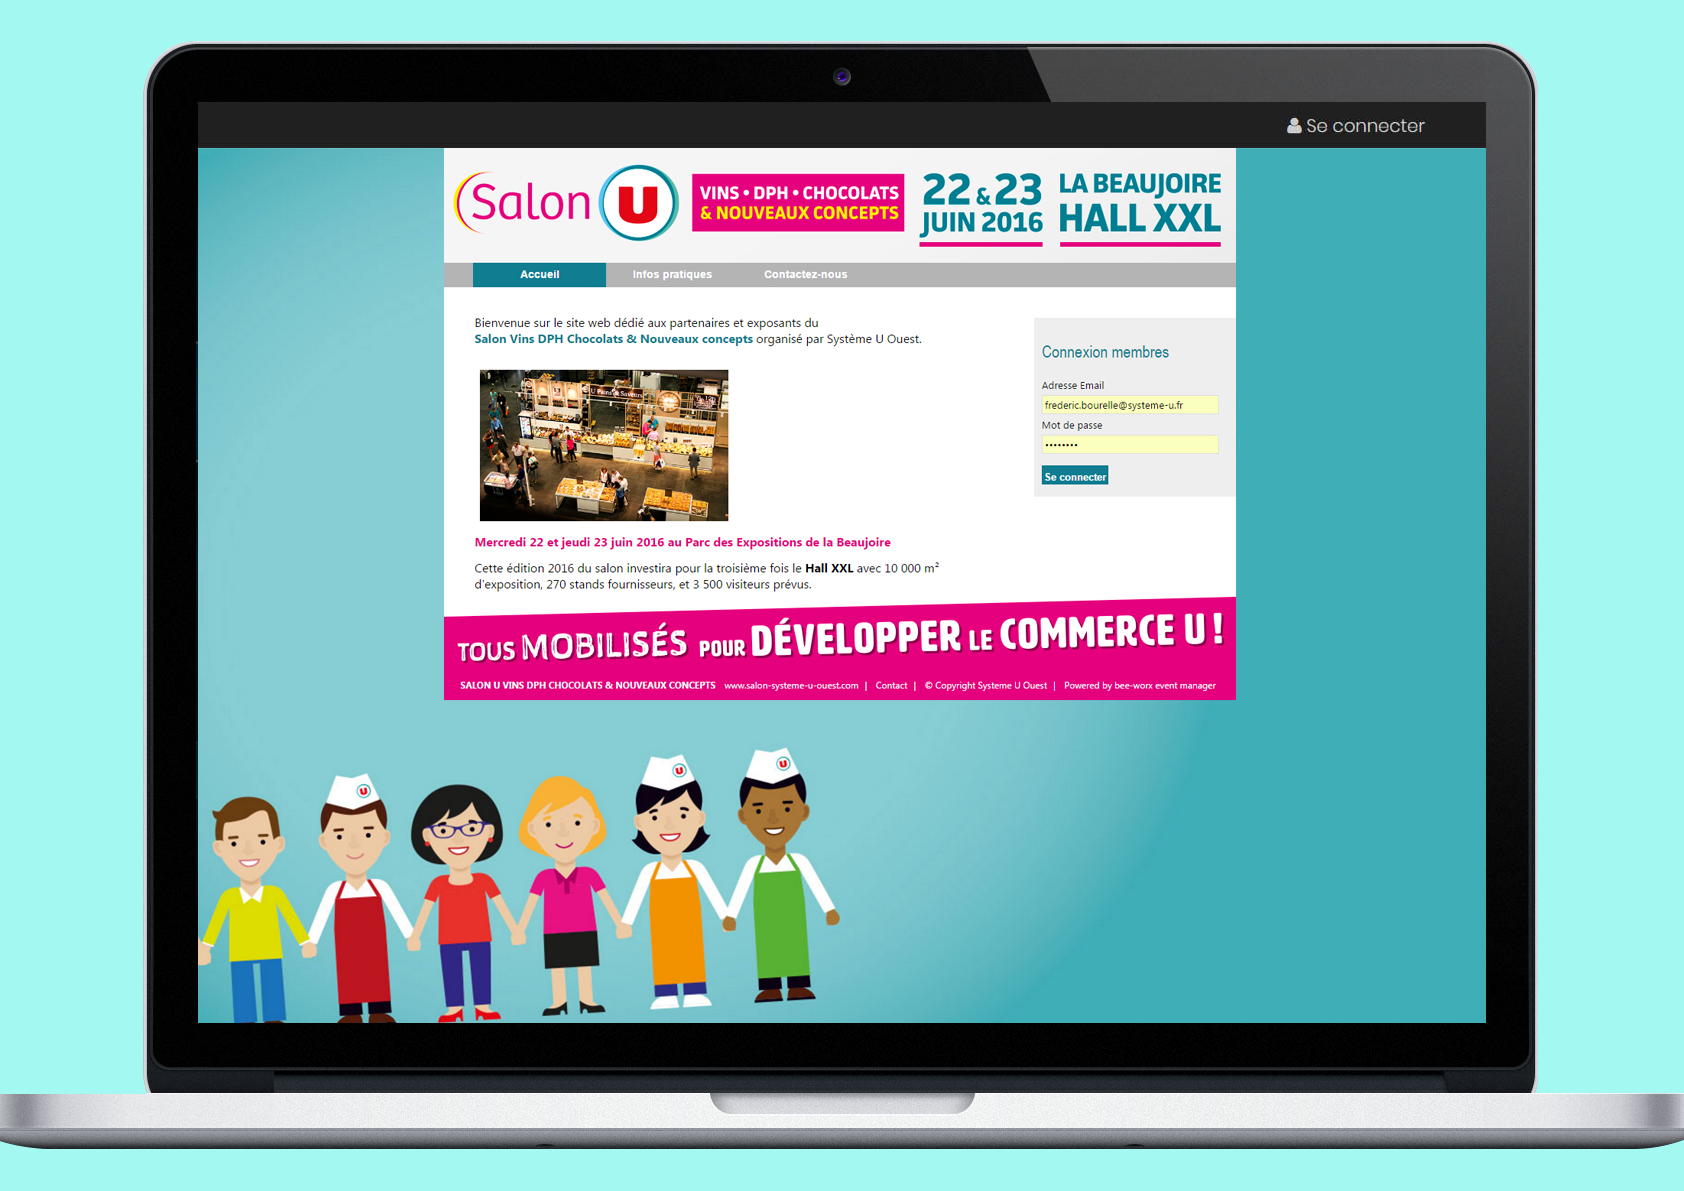 Se connecter
Salon U
VINS • DPH • CHOCOLATS
& NOUVEAUX CONCEPTS
22 & 23
JUIN 2016
LA BEAUJOIRE
HALL XXL
Accueil
Infos pratiques
Contactez-nous
Bienvenue sur le site web dédié aux partenaires et exposants du
Salon Vins DPH Chocolats & Nouveaux concepts organisé par Système U Ouest.
Connexion membres
Adresse Email
frederic.bourelle@systeme-u.fr
Mot de passe
••••••••
Se connecter
Mercredi 22 et jeudi 23 juin 2016 au Parc des Expositions de la Beaujoire
Cette édition 2016 du salon investira pour la troisième fois le Hall XXL avec 10 000 m²
d'exposition, 270 stands fournisseurs, et 3 500 visiteurs prévus.
TOUS MOBILISÉS POUR DÉVELOPPER LE COMMERCE U !
SALON U VINS DPH CHOCOLATS & NOUVEAUX CONCEPTS www.salon-systeme-u-ouest.com | Contact | © Copyright Systeme U Ouest | Powered by bee-worx event manager
U
U
U